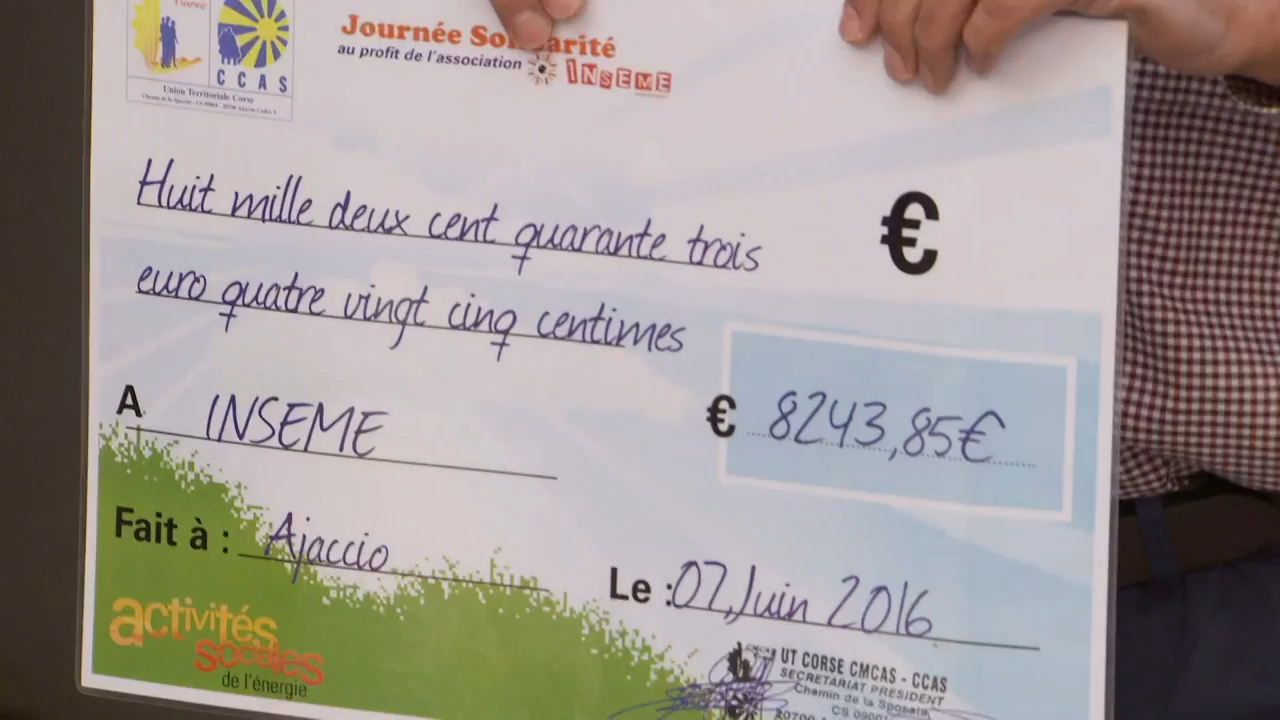 CCAS
Union Territoriale Corse
Journée Solidarité
au profit de l'association INSEME
Huit mille deux cent quarante trois
€
euro quatre vingt cinq centimes
A INSEME
€ 8243,85€
Fait à : Ajaccio
Le : 07 Juin 2016
activités
sociales
de l'énergie
UT CORSE CMCAS - CCAS
SECRETARIAT PRESIDENT
Chemin de la Sposata